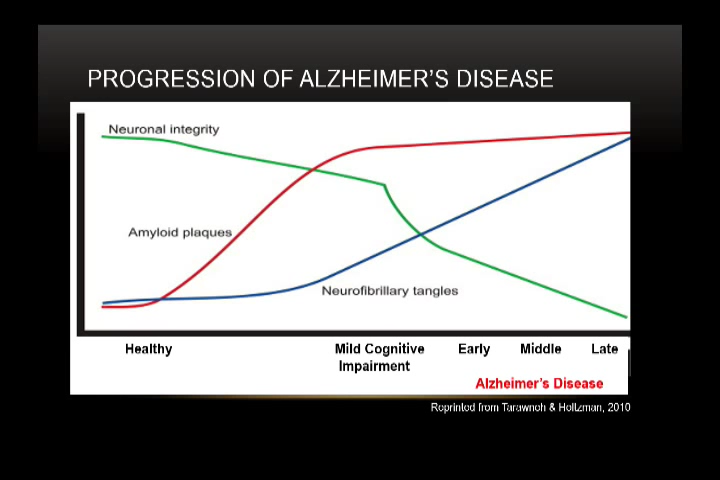 PROGRESSION OF ALZHEIMER'S DISEASE
Neuronal integrity
Amyloid plaques
Neurofibrillary tangles
Healthy
Mild Cognitive
Impairment
Early
Middle
Late
Alzheimer's Disease
Reprinted from Tarawneh & Holtzman, 2010